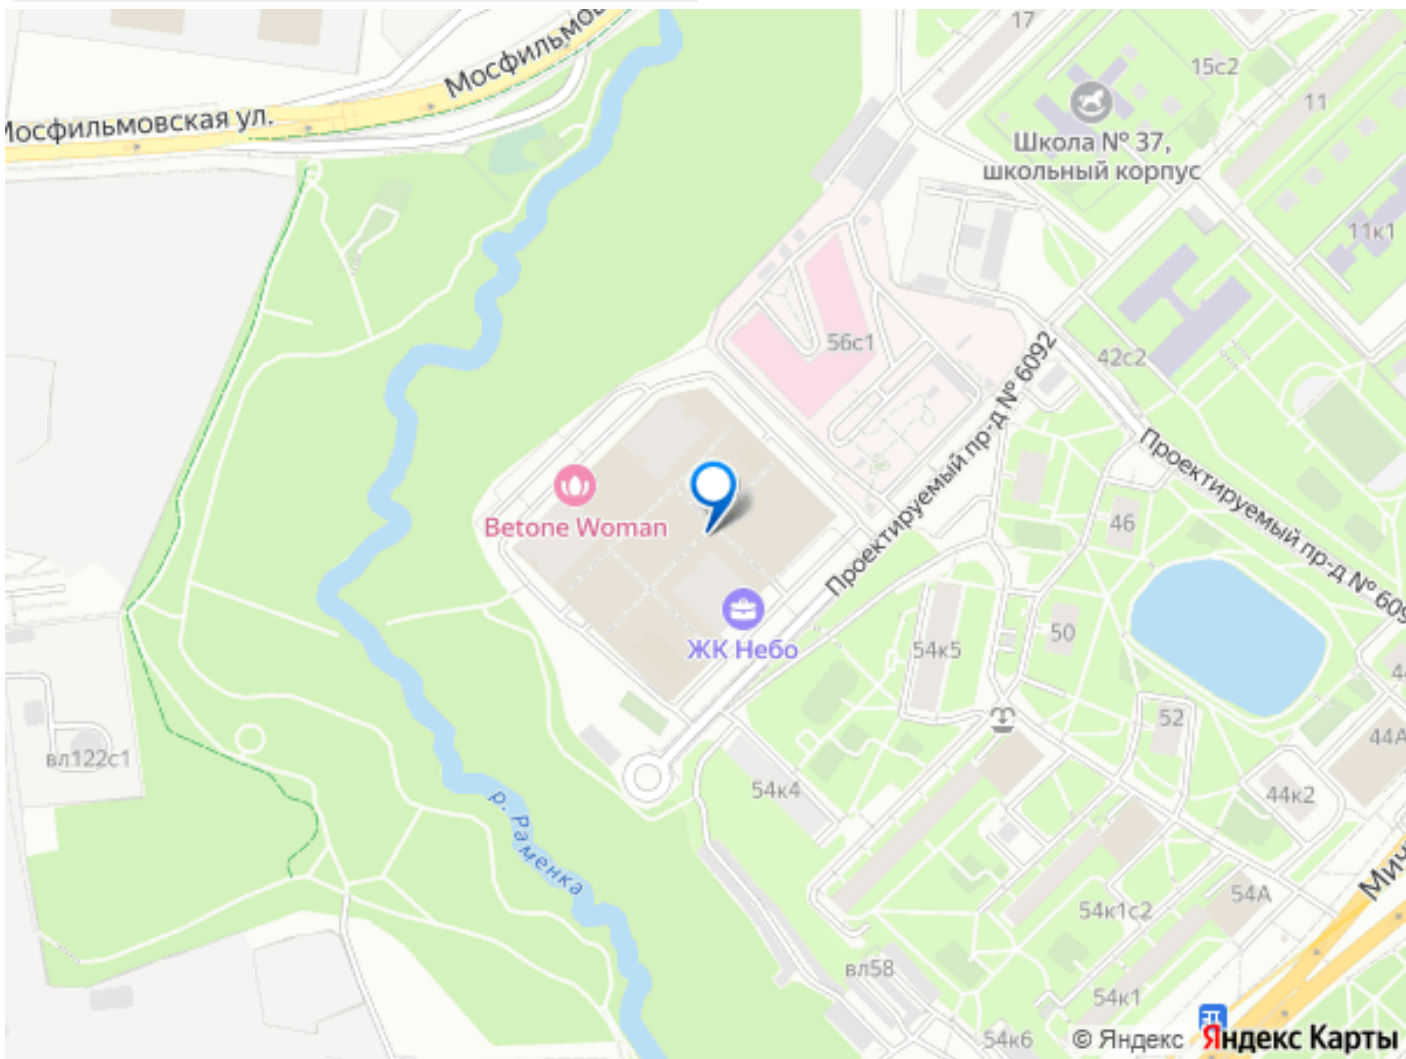 Мосфильмовская ул.
17
15с2
11
Школа № 37,
школьный корпус
11к1
56с1
42с2
Проектируемый пр-д № 6092
Проектируемый пр-д №
Betone Woman
46
ЖК Небо
54к5
50
52
44А
вл122с1
54к4
44к2
р. Раменка
54А
54к1с2
вл58
54к1
54к6
© Яндекс Яндекс Карты